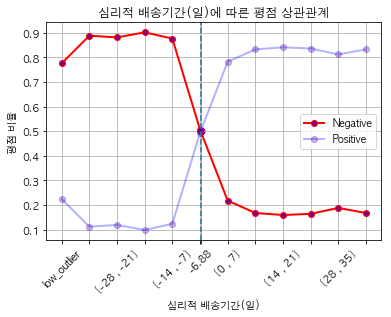 심리적 배송기간(일)에 따른 평점 상관관계
평점 비율
0.9
0.8
0.7
0.6
0.5
0.4
0.3
0.2
0.1
Negative
Positive
low_outlier
(-28 , -21)
(-14 , -7)
-6.88
(0 , 7)
(14 , 21)
(28 , 35)
심리적 배송기간(일)